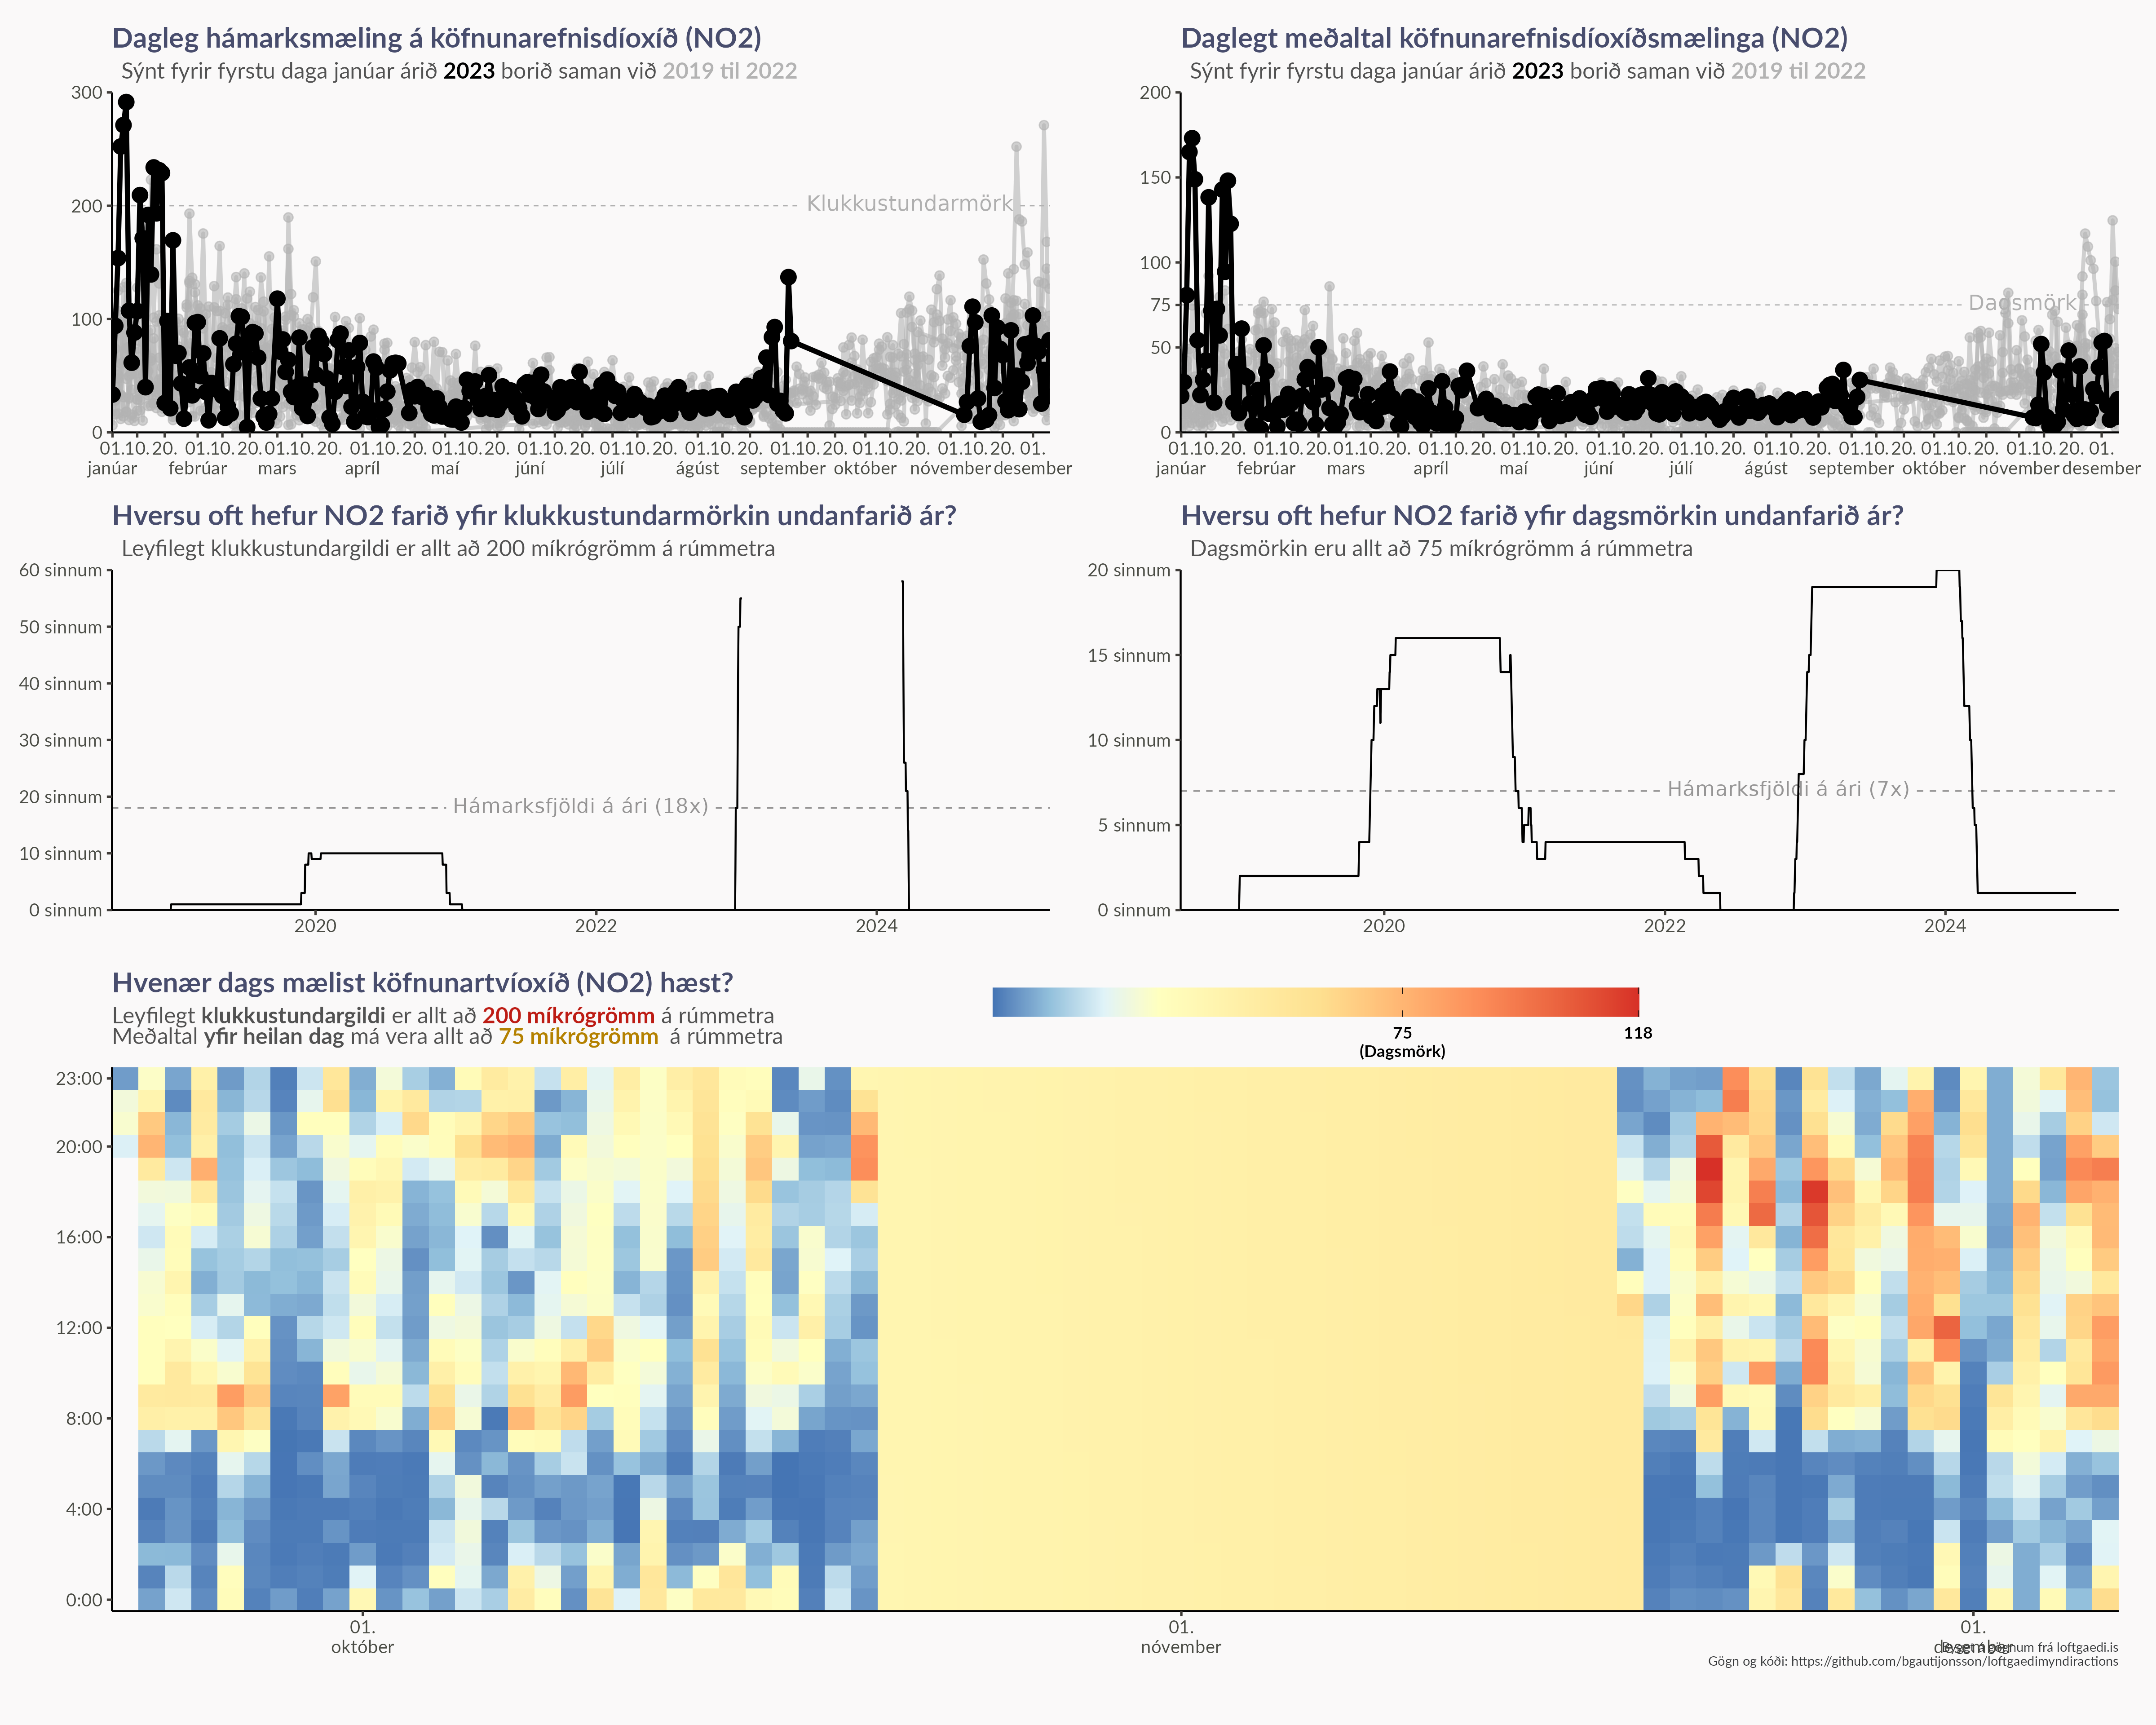 Dagleg hámarksmæling á köfnunarefnisdíoxíð (NO2)
Sýnt fyrir fyrstu daga janúar árið 2023 borið saman við 2019 til 2022
300
200
100
0
Klukkustundarmörk
01.10.20. 01.10.20. 01.10.20. 01.10.20. 01.10.20. 01.10.20. 01.10.20. 01.10.20. 01.10.20. 01.10.20. 01.10.20. 01.
janúar febrúar mars apríl maí júní júlí ágúst september október nóvember desember
Daglegt meðaltal köfnunarefnisdíoxíðsmælinga (NO2)
Sýnt fyrir fyrstu daga janúar árið 2023 borið saman við 2019 til 2022
200
150
100
75
50
0
Dagsmörk
01.10.20. 01.10.20. 01.10.20. 01.10.20. 01.10.20. 01.10.20. 01.10.20. 01.10.20. 01.10.20. 01.10.20. 01.10.20. 01.
janúar febrúar mars apríl maí júní júlí ágúst september október nóvember desember
Hversu oft hefur NO2 farið yfir klukkustundarmörkin undanfarið ár?
Leyfilegt klukkustundargildi er allt að 200 míkrógrömm á rúmmetra
60 sinnum
50 sinnum
40 sinnum
30 sinnum
20 sinnum
10 sinnum
0 sinnum
Hámarksfjöldi á ári (18x)
2020 2022 2024
Hversu oft hefur NO2 farið yfir dagsmörkin undanfarið ár?
Dagsmörkin eru allt að 75 míkrógrömm á rúmmetra
20 sinnum
15 sinnum
10 sinnum
5 sinnum
0 sinnum
Hámarksfjöldi á ári (7x)
2020 2022 2024
Hvenær dags mælist köfnunartvíoxíð (NO2) hæst?
Leyfilegt klukkustundargildi er allt að 200 míkrógrömm á rúmmetra
Meðaltal yfir heilan dag má vera allt að 75 míkrógrömm á rúmmetra
75 118
(Dagsmörk)
23:00
20:00
16:00
12:00
8:00
4:00
0:00
01. 01. 01.
október nóvember desember
Byggt á gögnum frá loftgaedi.is
Gögn og kóði: https://github.com/bgautijonsson/loftgaedimyndiractions